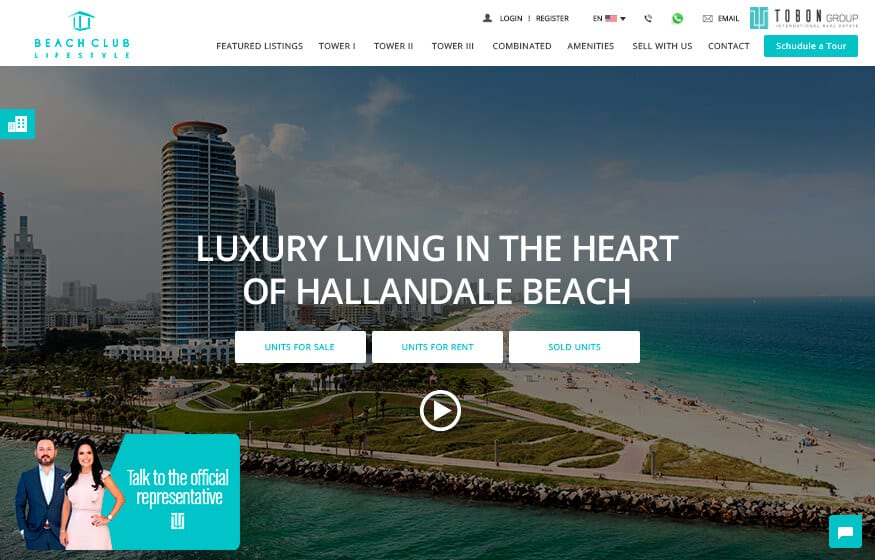 LOGIN | REGISTER
EN
EMAIL
TOBON GROUP
INTERNATIONAL REAL ESTATE
BEACH CLUB
LIFESTYLE
FEATURED LISTINGS
TOWER I
TOWER II
TOWER III
COMBINATED
AMENITIES
SELL WITH US
CONTACT
Schudule a Tour
LUXURY LIVING IN THE HEART
OF HALLANDALE BEACH
UNITS FOR SALE
UNITS FOR RENT
SOLD UNITS
Talk to the official
representative